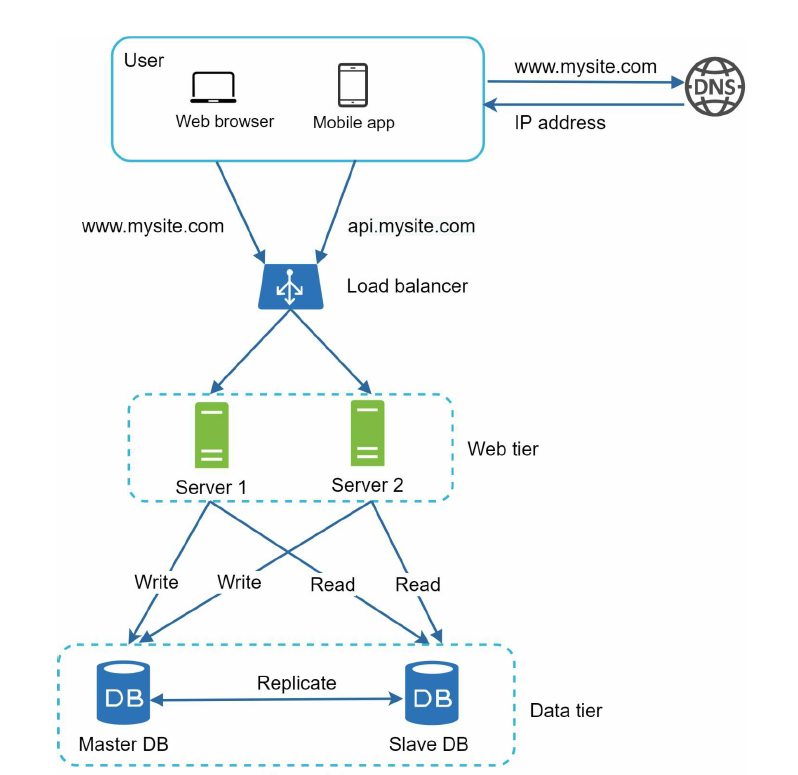 User
www.mysite.com
DNS
Web browser
Mobile app
IP address
www.mysite.com
api.mysite.com
Load balancer
Web tier
Server 1
Server 2
Write
Write
Read
Read
Replicate
DB
DB
Data tier
Master DB
Slave DB